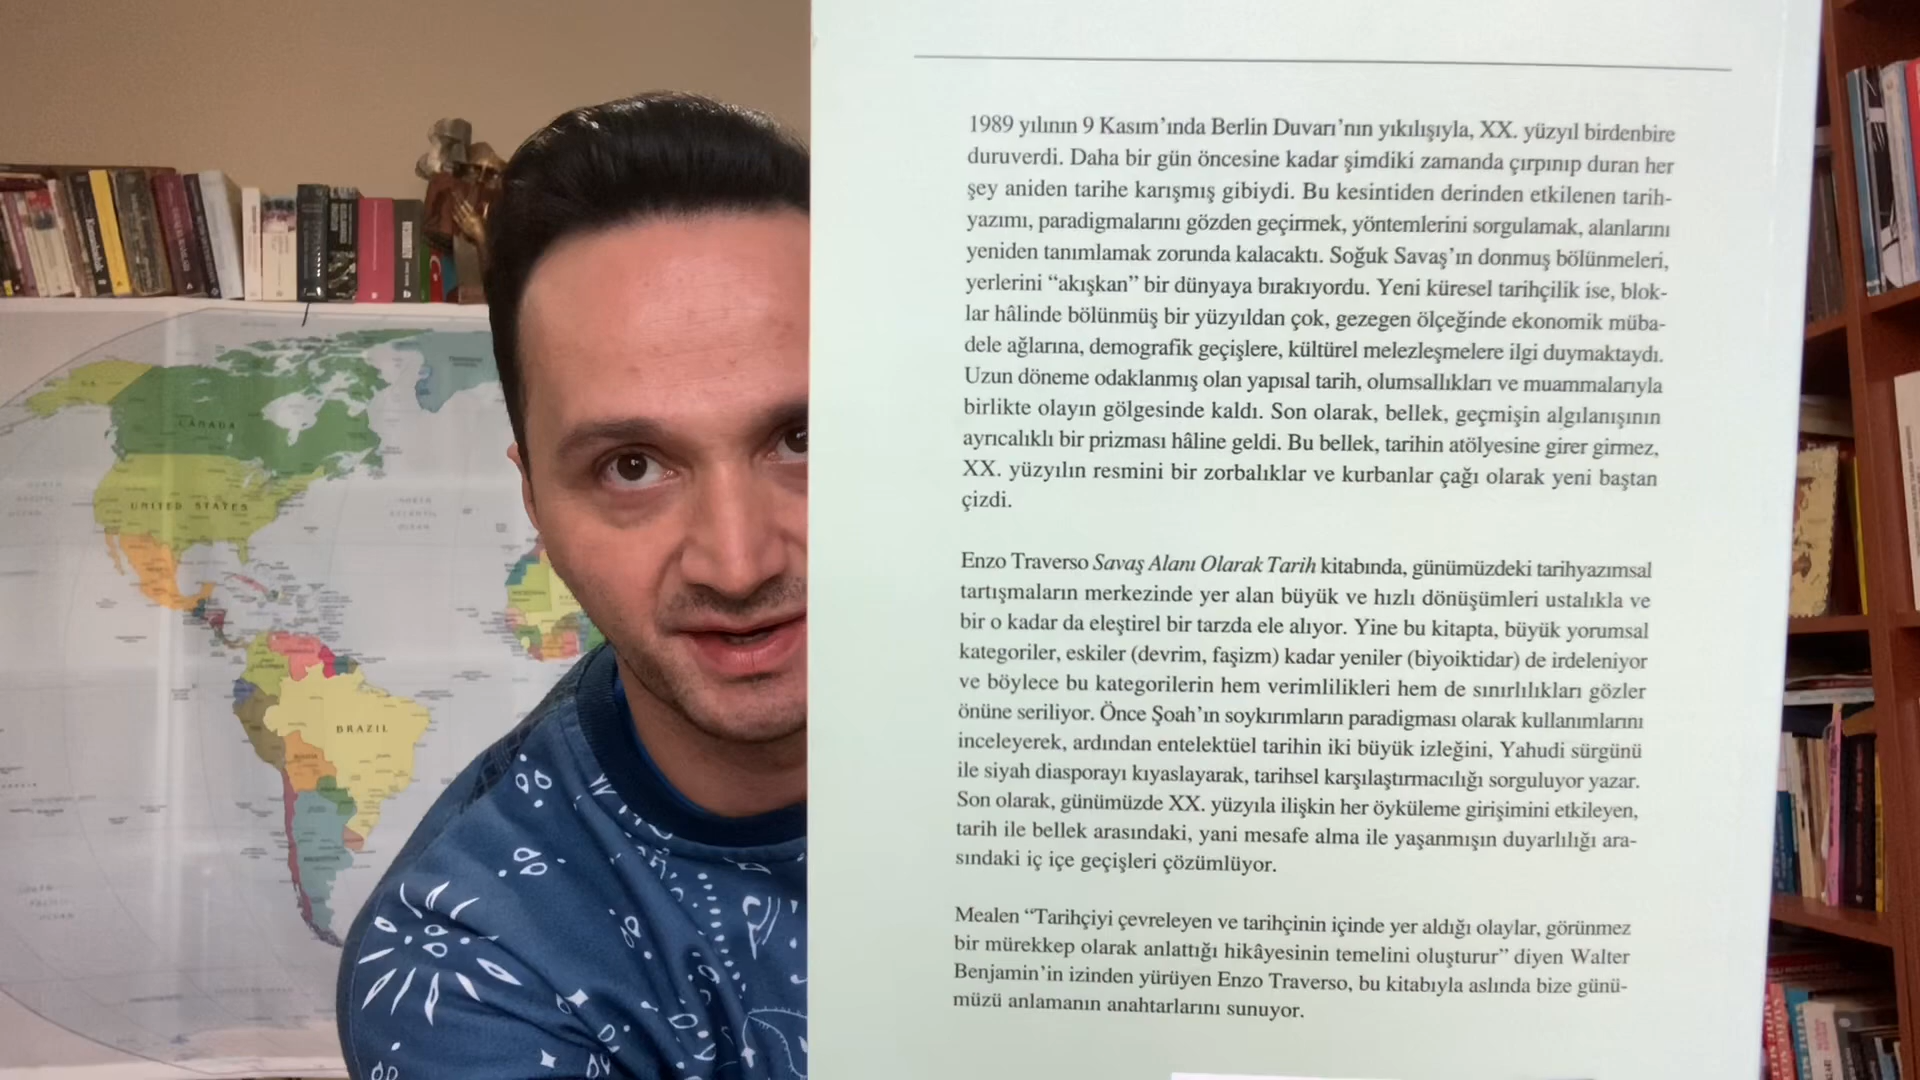 1989 yılının 9 Kasım’ında Berlin Duvarı’nın yıkılışıyla, XX. yüzyıl birdenbire
duruverdi. Daha bir gün öncesine kadar şimdiki zamanda çırpınıp duran her
şey aniden tarihe karışmış gibiydi. Bu kesintiden derinden etkilenen tarih-
yazımı, paradigmalarını gözden geçirmek, yöntemlerini sorgulamak, alanlarını
yeniden tanımlamak zorunda kalacaktı. Soğuk Savaş’ın donmuş bölünmeleri,
yerlerini “akışkan” bir dünyaya bırakıyordu. Yeni küresel tarihçilik ise, blok-
lar hâlinde bölünmüş bir yüzyıldan çok, gezegen ölçeğinde ekonomik müba-
dele ağlarına, demografik geçişlere, kültürel melezleşmelere ilgi duymaktaydı.
Uzun döneme odaklanmış olan yapısal tarih, olumsallıkları ve muammalarıyla
birlikte olayın gölgesinde kaldı. Son olarak, bellek, geçmişin algılanışının
ayrıcalıklı bir prizması hâline geldi. Bu bellek, tarihin atölyesine girer girmez,
XX. yüzyılın resmini bir zorbalıklar ve kurbanlar çağı olarak yeni baştan
çizdi.
Enzo Traverso Savaş Alanı Olarak Tarih kitabında, günümüzdeki tarihyazımsal
tartışmaların merkezinde yer alan büyük ve hızlı dönüşümleri ustalıkla ve
bir o kadar da eleştirel bir tarzda ele alıyor. Yine bu kitapta, büyük yorumsal
kategoriler, eskiler (devrim, faşizm) kadar yeniler (biyoiktidar) de irdeleniyor
ve böylece bu kategorilerin hem verimlilikleri hem de sınırlılıkları gözler
önüne seriliyor. Önce Şoah’ın soykırımların paradigması olarak kullanımlarını
inceleyerek, ardından entelektüel tarihin iki büyük izleğini, Yahudi sürgünü
ile siyah diasporayı kıyaslayarak, tarihsel karşılaştırmacılığı sorguluyor yazar.
Son olarak, günümüzde XX. yüzyıla ilişkin her öyküleme girişimini etkileyen,
tarih ile bellek arasındaki, yani mesafe alma ile yaşanmışın duyarlılığı ara-
sındaki iç içe geçişleri çözümlüyor.
Mealen “Tarihçiyi çevreleyen ve tarihçinin içinde yer aldığı olaylar, görünmez
bir mürekkep olarak anlattığı hikâyesinin temelini oluşturur” diyen Walter
Benjamin’in izinden yürüyen Enzo Traverso, bu kitabıyla aslında bize günü-
müzü anlamanın anahtarlarını sunuyor.
CANADA
UNITED STATES
BRAZIL